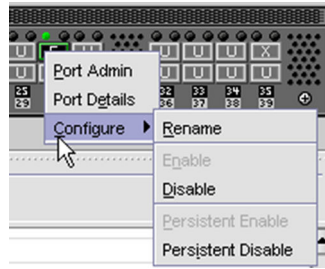 U F U U U U X
Port Admin
U U U U U
Port Details
25 32 33 34 35
29 36 37 38 39
Configure Rename
Enable
Disable
Persistent Enable
Persistent Disable